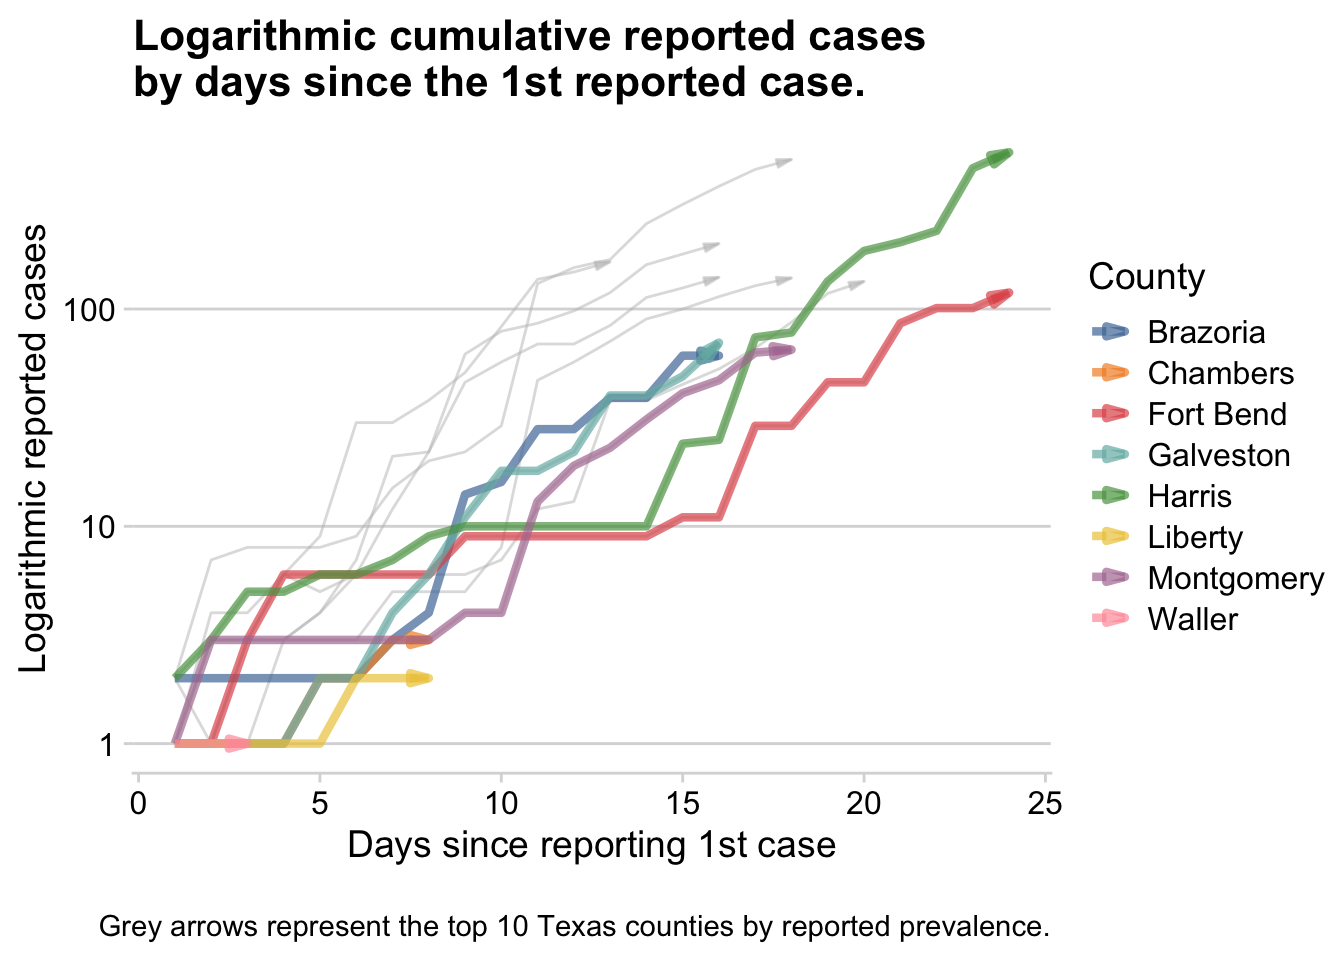 Logarithmic cumulative reported cases
by days since the 1st reported case.
Logarithmic reported cases
100
10
1
0 5 10 15 20 25
Days since reporting 1st case
County
Brazoria
Chambers
Fort Bend
Galveston
Harris
Liberty
Montgomery
Waller
Grey arrows represent the top 10 Texas counties by reported prevalence.